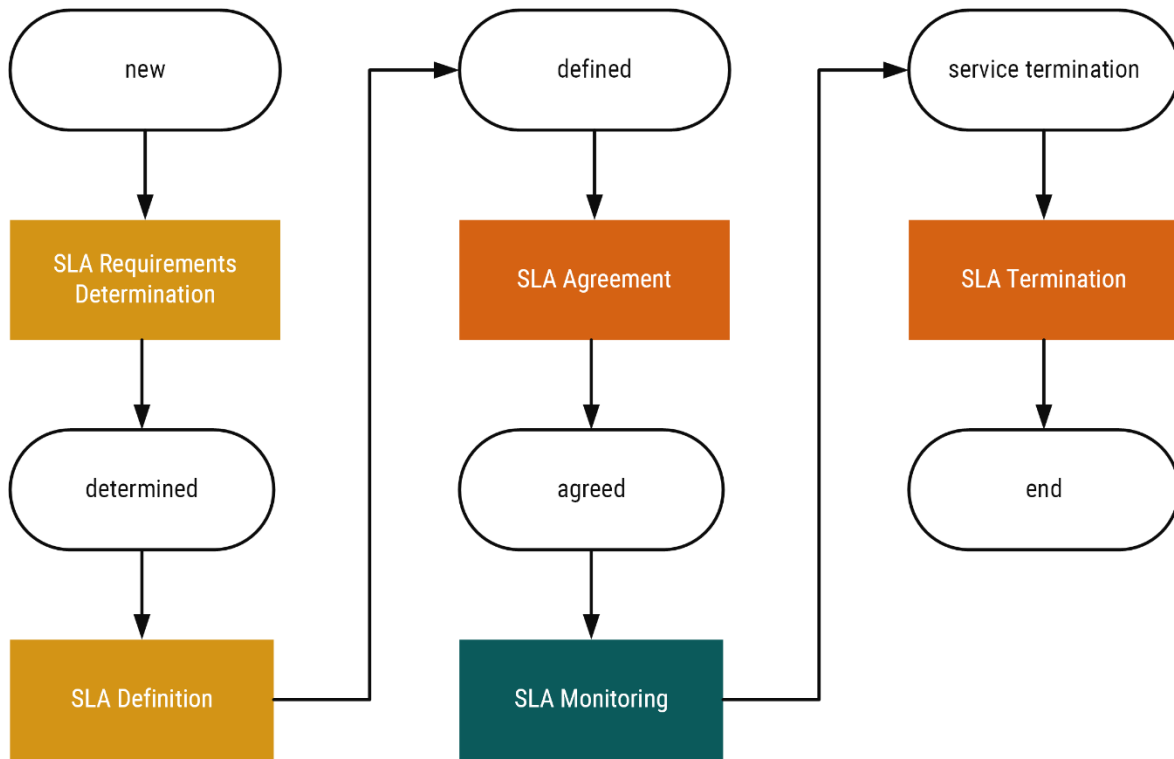 new
SLA Requirements
Determination
determined
SLA Definition
defined
SLA Agreement
agreed
SLA Monitoring
service termination
SLA Termination
end